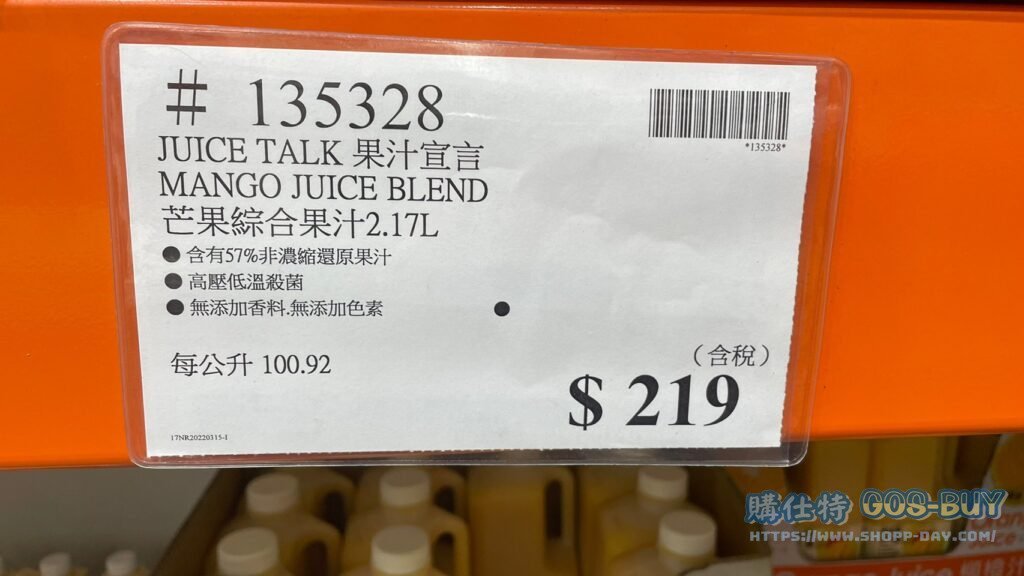 # 135328
*135328*
JUICE TALK 果汁宣言
MANGO JUICE BLEND
芒果綜合果汁2.17L
● 含有57%非濃縮還原果汁
● 高壓低溫殺菌
● 無添加香料.無添加色素
每公升 100.92
(含稅)
$ 219
17NR20220315-I
購仕特 GOS-BUY
HTTPS://WWW.SHOPP-DAY.COM/